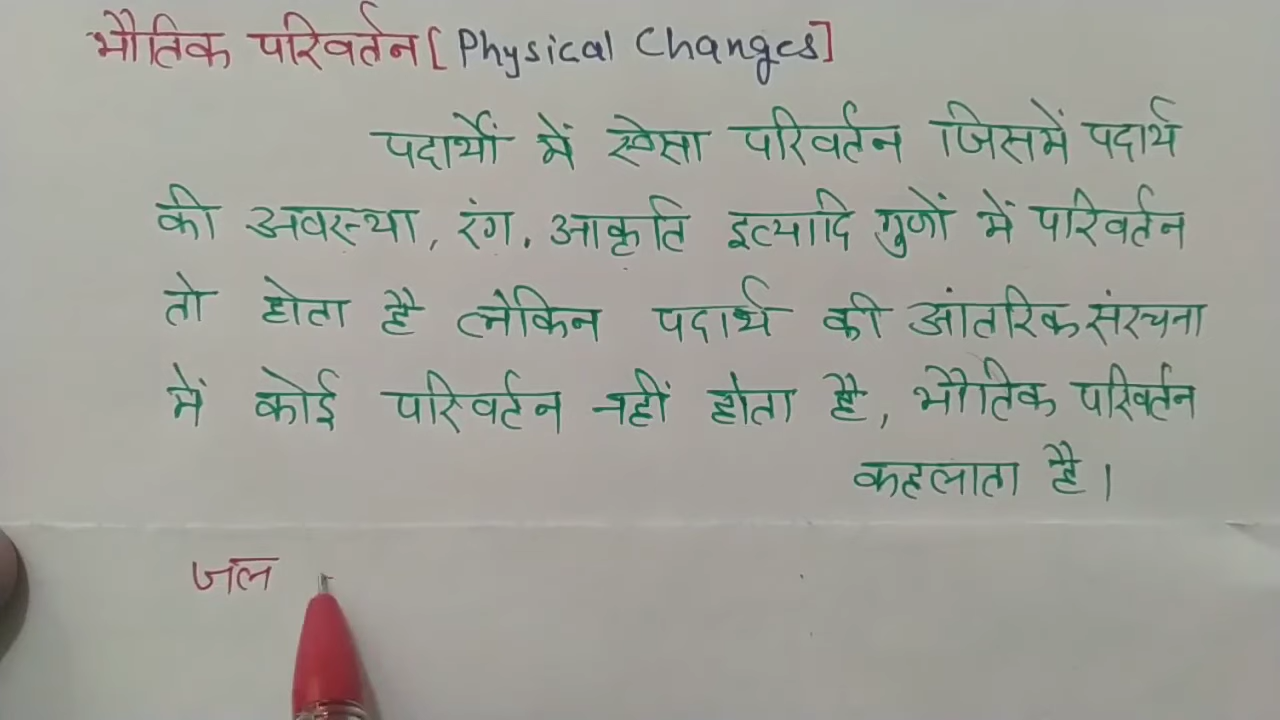 भौतिक परिवर्तन [Physical Changes]
पदार्थों में ऐसा परिवर्तन जिसमें पदार्थ
की अवस्था, रंग, आकृति इत्यादि गुणों में परिवर्तन
तो होता है लेकिन पदार्थ की आंतरिक संरचना
में कोई परिवर्तन नहीं होता है, भौतिक परिवर्तन
कहलाता है।
जल